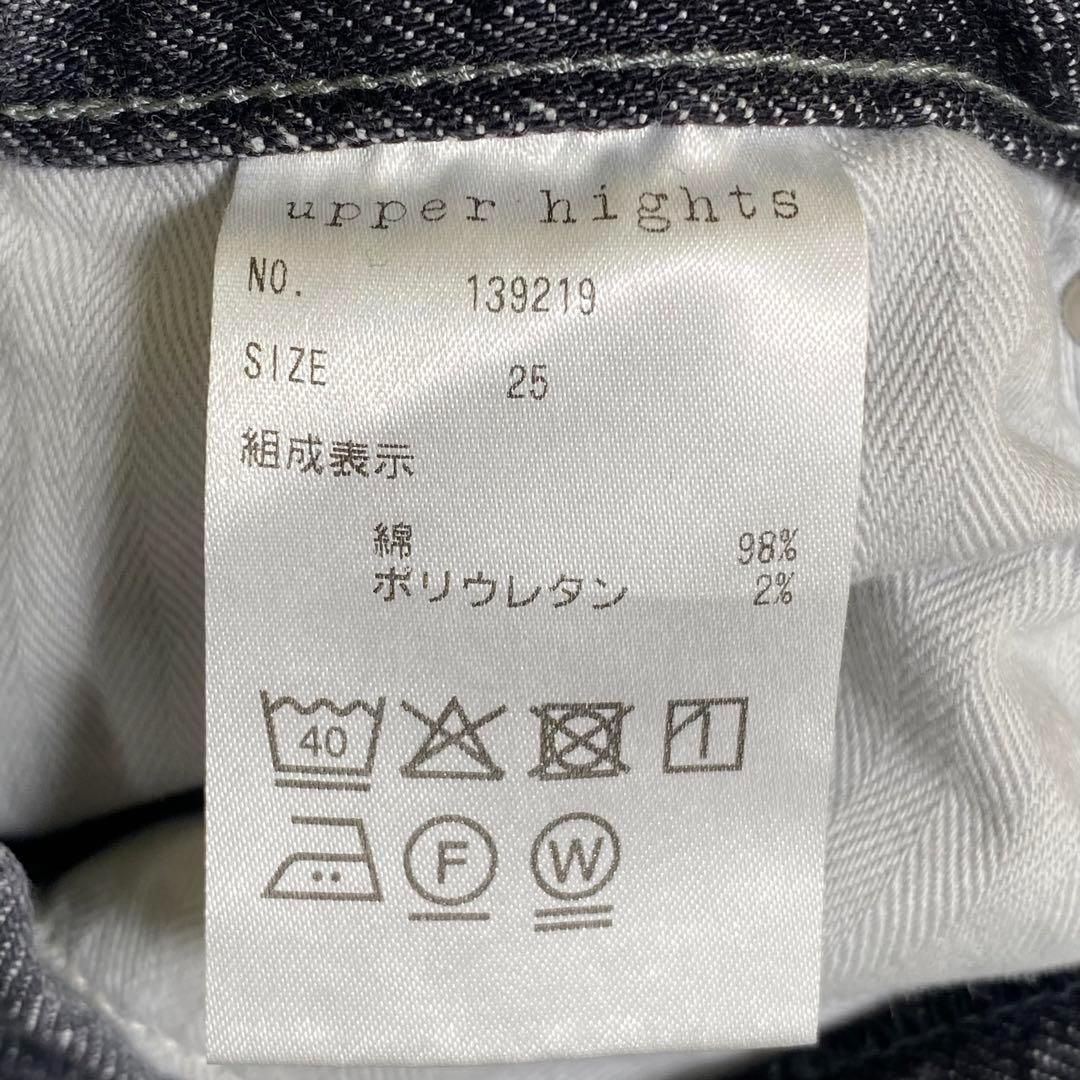 upper hights
NO. 139219
SIZE 25
組成表示
綿 98%
ポリウレタン 2%
40
F W